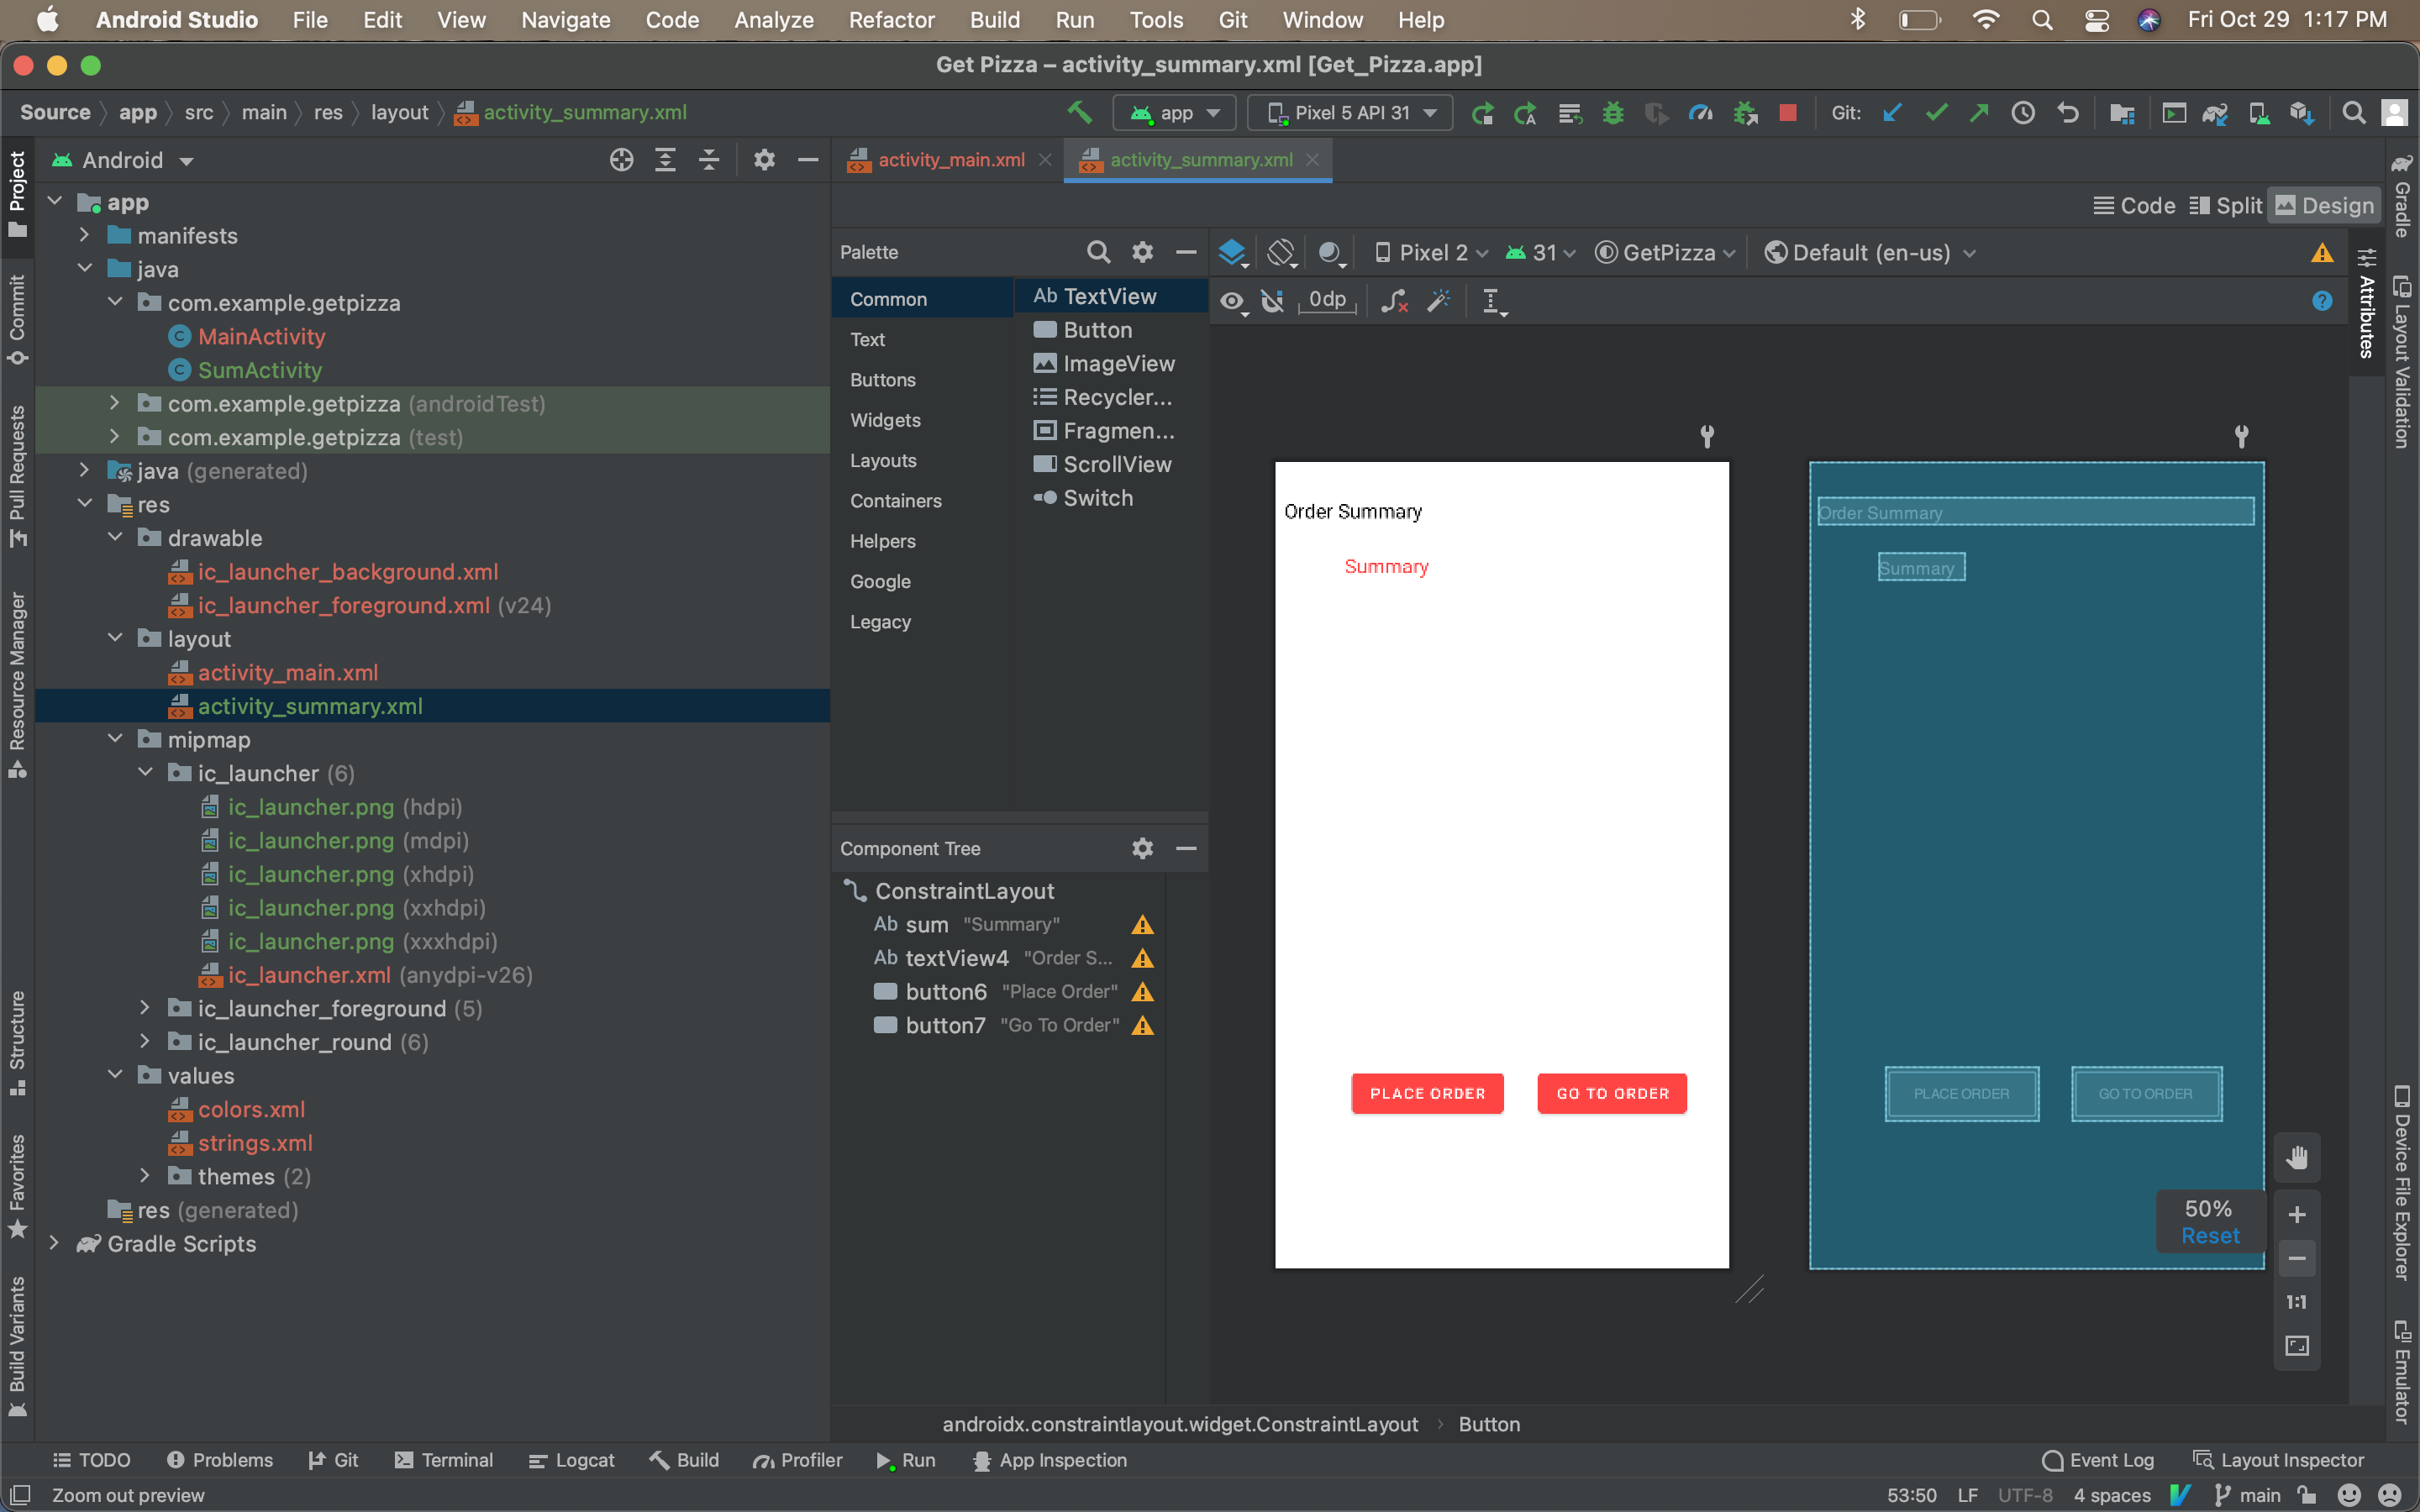 Android Studio File Edit View Navigate Code Analyze Refactor Build Run Tools Git Window Help Fri Oct 29 1:17 PM
Get Pizza – activity_summary.xml [Get_Pizza.app]
Source app src main res layout activity_summary.xml app Pixel 5 API 31 Git:
Project
Commit
Pull Requests
Resource Manager
Structure
Favorites
Build Variants
Android
app
manifests
java
com.example.getpizza
MainActivity
SumActivity
com.example.getpizza (androidTest)
com.example.getpizza (test)
java (generated)
res
drawable
ic_launcher_background.xml
ic_launcher_foreground.xml (v24)
layout
activity_main.xml
activity_summary.xml
mipmap
ic_launcher (6)
ic_launcher.png (hdpi)
ic_launcher.png (mdpi)
ic_launcher.png (xhdpi)
ic_launcher.png (xxhdpi)
ic_launcher.png (xxxhdpi)
ic_launcher.xml (anydpi-v26)
ic_launcher_foreground (5)
ic_launcher_round (6)
values
colors.xml
strings.xml
themes (2)
res (generated)
Gradle Scripts
activity_main.xml activity_summary.xml
Code Split Design
Palette
Common
Text
Buttons
Widgets
Layouts
Containers
Helpers
Google
Legacy
Ab TextView
Button
ImageView
Recycler...
Fragmen...
ScrollView
Switch
Component Tree
ConstraintLayout
Ab sum "Summary"
Ab textView4 "Order S...
button6 "Place Order"
button7 "Go To Order"
Pixel 2 31 GetPizza Default (en-us)
0dp
Order Summary
Summary
PLACE ORDER GO TO ORDER
Order Summary
Summary
PLACE ORDER GO TO ORDER
50%
Reset
1:1
Gradle
Layout Validation
Attributes
Device File Explorer
Emulator
androidx.constraintlayout.widget.ConstraintLayout Button
TODO Problems Git Terminal Logcat Build Profiler Run App Inspection Event Log Layout Inspector
Zoom out preview 53:50 LF UTF-8 4 spaces main